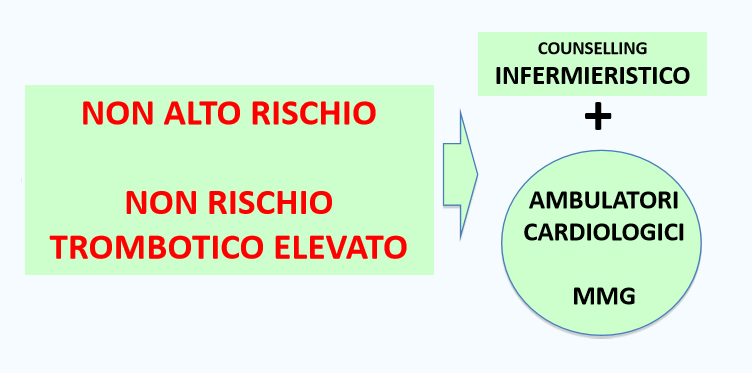 NON ALTO RISCHIO
NON RISCHIO
TROMBOTICO ELEVATO
COUNSELLING
INFERMIERISTICO
+
AMBULATORI
CARDIOLOGICI
MMG